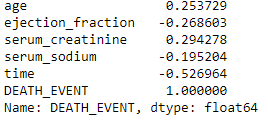 age 0.253729
ejection_fraction -0.268603
serum_creatinine 0.294278
serum_sodium -0.195204
time -0.526964
DEATH_EVENT 1.000000
Name: DEATH_EVENT, dtype: float64